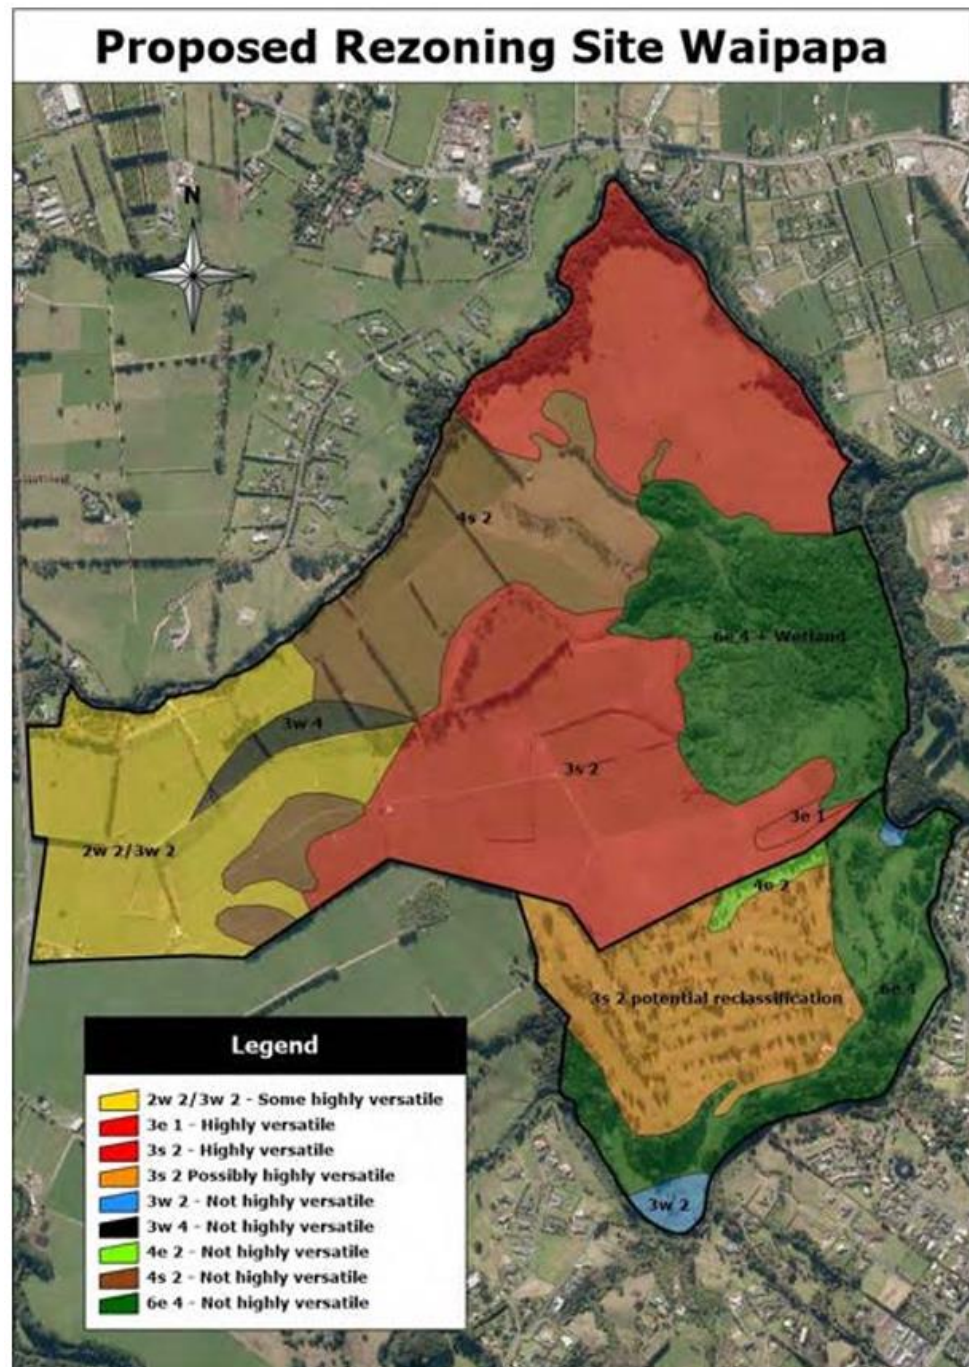 Proposed Rezoning Site Waipapa
N
4s 2
6e 4 + Wetland
3w 4
3s 2
3e 1
2w 2/3w 2
4e 2
6e 4
3s 2 potential reclassification
3w 2
Legend
2w 2/3w 2 - Some highly versatile
3e 1 - Highly versatile
3s 2 - Highly versatile
3s 2 Possibly highly versatile
3w 2 - Not highly versatile
3w 4 - Not highly versatile
4e 2 - Not highly versatile
4s 2 - Not highly versatile
6e 4 - Not highly versatile